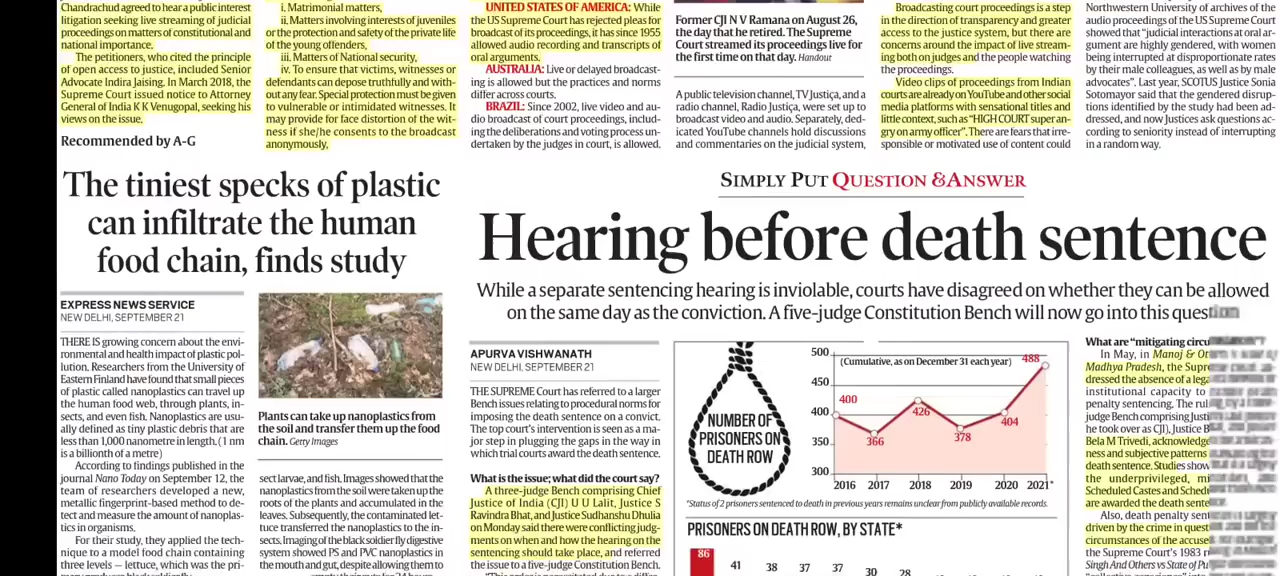 Chandrachud agreed to hear a public interest
litigation seeking live streaming of judicial
proceedings on matters of constitutional and
national importance.
The petitioners, who cited the principle
of open access to justice, included Senior
Advocate Indira Jaising. In March 2018, the
Supreme Court issued notice to Attorney
General of India K K Venugopal, seeking his
views on the issue.
Recommended by A-G
i. Matrimonial matters,
ii. Matters involving interests of juveniles
or the protection and safety of the private life
of the young offenders,
iii. Matters of National security,
iv. To ensure that victims, witnesses or
defendants can depose truthfully and with-
out any fear. Special protection must be given
to vulnerable or intimidated witnesses. It
may provide for face distortion of the wit-
ness if she/he consents to the broadcast
anonymously,
UNITED STATES OF AMERICA: While
the US Supreme Court has rejected pleas for
broadcast of its proceedings, it has since 1955
allowed audio recording and transcripts of
oral arguments.
AUSTRALIA: Live or delayed broadcast-
ing is allowed but the practices and norms
differ across courts.
BRAZIL: Since 2002, live video and au-
dio broadcast of court proceedings, includ-
ing the deliberations and voting process un-
dertaken by the judges in court, is allowed.
Former CJI N V Ramana on August 26,
the day that he retired. The Supreme
Court streamed its proceedings live for
the first time on that day. Handout
A public television channel, TV Justiça, and a
radio channel, Radio Justiça, were set up to
broadcast video and audio. Separately, ded-
icated YouTube channels hold discussions
and commentaries on the judicial system,
Broadcasting court proceedings is a step
in the direction of transparency and greater
access to the justice system, but there are
concerns around the impact of live stream-
ing both on judges and the people watching
the proceedings.
Video clips of proceedings from Indian
courts are already on YouTube and other social
media platforms with sensational titles and
little context, such as "HIGH COURT super an-
gry on army officer". There are fears that irre-
sponsible or motivated use of content could
Northwestern University of archives of the
audio proceedings of the US Supreme Court
showed that "judicial interactions at oral ar-
gument are highly gendered, with women
being interrupted at disproportionate rates
by their male colleagues, as well as by male
advocates". Last year, SCOTUS Justice Sonia
Sotomayor said that the gendered disrup-
tions identified by the study had been ad-
dressed, and now Justices ask questions ac-
cording to seniority instead of interrupting
in a random way.
The tiniest specks of plastic
can infiltrate the human
food chain, finds study
EXPRESS NEWS SERVICE
NEW DELHI, SEPTEMBER 21
THERE IS growing concern about the envi-
ronmental and health impact of plastic pol-
lution. Researchers from the University of
Eastern Finland have found that small pieces
of plastic called nanoplastics can travel up
the human food web, through plants, in-
sects, and even fish. Nanoplastics are usu-
ally defined as tiny plastic debris that are
less than 1,000 nanometre in length. (1 nm
is a billionth of a metre)
According to findings published in the
journal Nano Today on September 12, the
team of researchers developed a new,
metallic fingerprint-based method to de-
tect and measure the amount of nanoplas-
tics in organisms.
For their study, they applied the tech-
nique to a model food chain containing
three levels — lettuce, which was the pri-
Plants can take up nanoplastics from
the soil and transfer them up the food
chain. Getty Images
sect larvae, and fish. Images showed that the
nanoplastics from the soil were taken up the
roots of the plants and accumulated in the
leaves. Subsequently, the contaminated let-
tuce transferred the nanoplastics to the in-
sects, Imaging of the black soldier fly digestive
system showed PS and PVC nanoplastics in
the mouth and gut, despite allowing them to
SIMPLY PUT QUESTION & ANSWER
Hearing before death sentence
While a separate sentencing hearing is inviolable, courts have disagreed on whether they can be allowed
on the same day as the conviction. A five-judge Constitution Bench will now go into this question
APURVA VISHWANATH
NEW DELHI, SEPTEMBER 21
THE SUPREME Court has referred to a larger
Bench issues relating to procedural norms for
imposing the death sentence on a convict.
The top court's intervention is seen as a ma-
jor step in plugging the gaps in the way in
which trial courts award the death sentence.
What is the issue; what did the court say?
A three-judge Bench comprising Chief
Justice of India (CJI) U U Lalit, Justice S
Ravindra Bhat, and Justice Sudhanshu Dhulia
on Monday said there were conflicting judg-
ments on when and how the hearing on the
sentencing should take place, and referred
the issue to a five-judge Constitution Bench.
NUMBER OF
PRISONERS ON
DEATH ROW
(Cumulative, as on December 31 each year)
500
450
400
350
300
400
366
426
378
404
488
2016 2017 2018 2019 2020 2021*
*Status of 2 prisoners sentenced to death in previous years remains unclear from publicly available records.
PRISONERS ON DEATH ROW, BY STATE*
86 41 38 37 37 30 28
What are "mitigating circu
In May, in Manoj & Ot
Madhya Pradesh, the Supre
dressed the absence of a lega
institutional capacity to
penalty sentencing. The rul
judge Bench comprising Justi
he took over as CJI), Justice B
Bela M Trivedi, acknowledge
ness and subjective patterns
death sentence. Studies show
the underprivileged, mi
Scheduled Castes and Schedu
are awarded the death sente
Also, death penalty sent
driven by the crime in quest
circumstances of the accuse
the Supreme Court's 1983 r
Singh And Others vs State of Pu